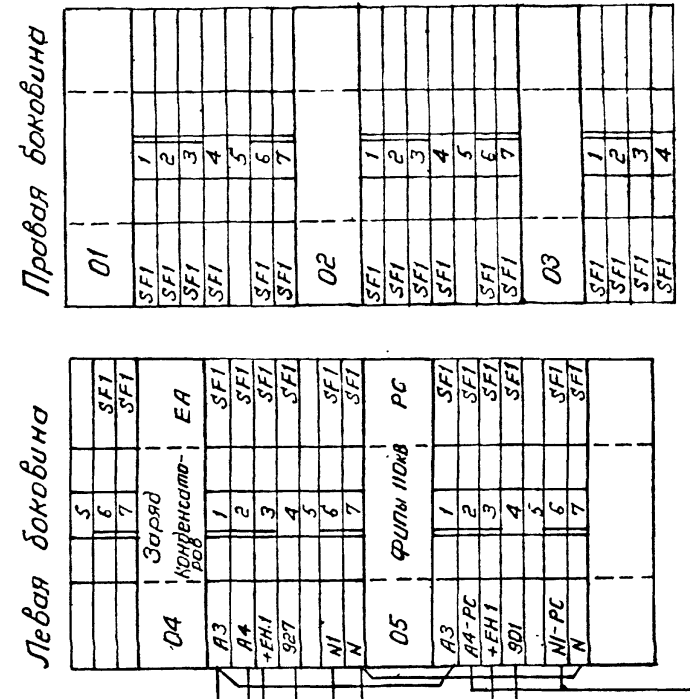 Левая боковина
5
6 SF1
7 SF1
04 Заряд конденсато- EA
ров
A3 1 SF1
A4 2 SF1
+EH.1 3 SF1
927 4 SF1
5
N1 6 SF1
N 7 SF1
05 Фипы 110кв PC
A3 1 SF1
A4-PC 2 SF1
+EH1 3 SF1
901 4 SF1
5
N1-PC 6 SF1
N 7 SF1
Правая боковина
01
SF1 1
SF1 2
SF1 3
SF1 4
5
SF1 6
SF1 7
02
SF1 1
SF1 2
SF1 3
SF1 4
5
SF1 6
SF1 7
03
SF1 1
SF1 2
SF1 3
SF1 4